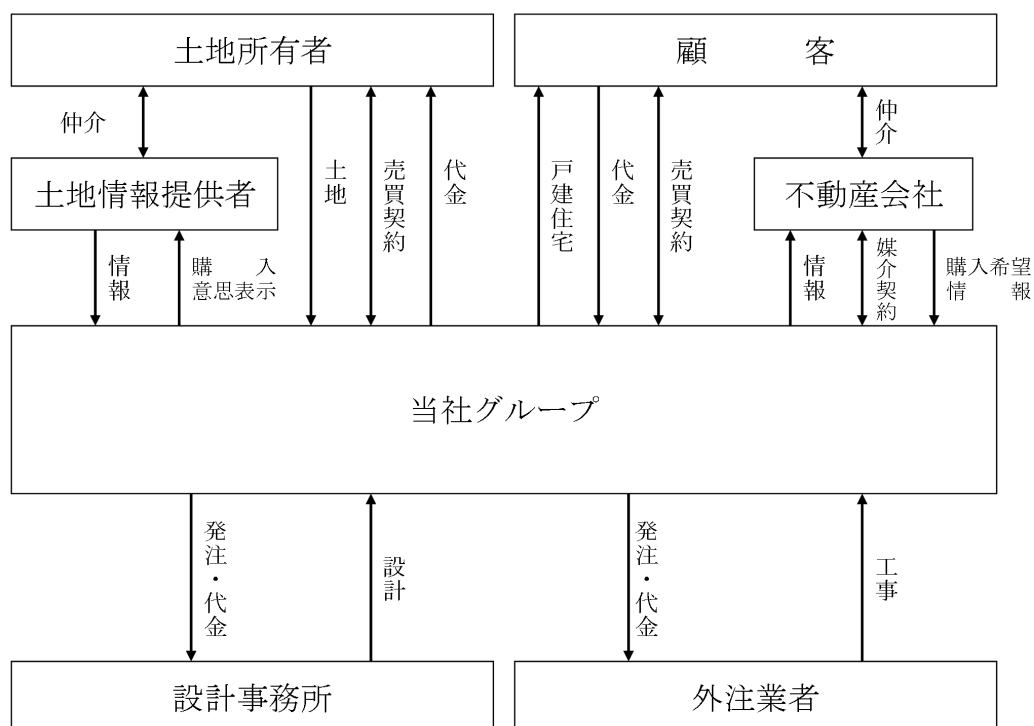 土地所有者
顧客
仲介
仲介
土地情報提供者
土地
売買契約
代金
戸建住宅
代金
売買契約
不動産会社
情報
購入
意思表示
情報
媒介契約
購入希望
情報
当社グループ
発注・代金
設計
発注・代金
工事
設計事務所
外注業者